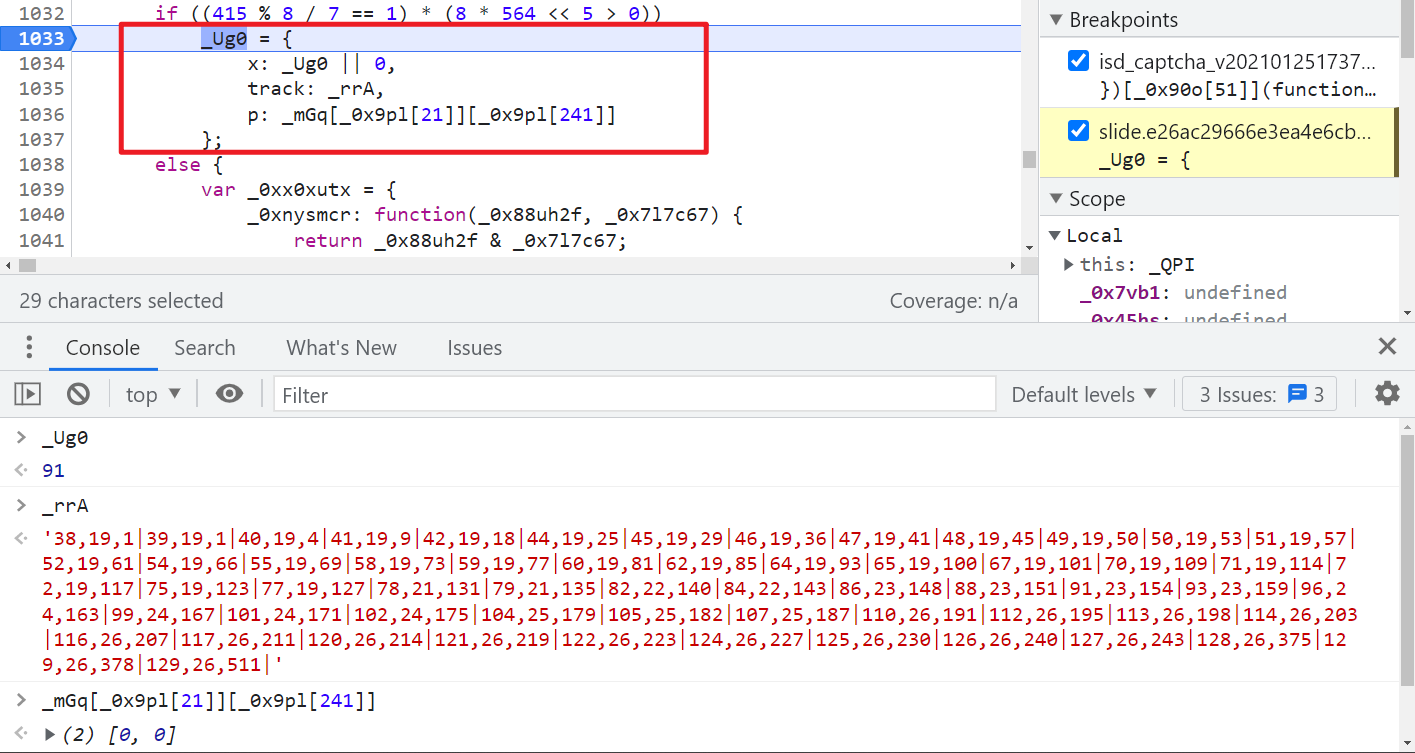 1032 if ((415 % 8 / 7 == 1) * (8 * 564 << 5 > 0))
1033 _Ug0 = {
1034 x: _Ug0 || 0,
1035 track: _rrA,
1036 p: _mGq[_0x9pl[21]][_0x9pl[241]]
1037 };
1038 else {
1039 var _0xx0xutx = {
1040 _0xnysmcr: function(_0x88uh2f, _0x7l7c67) {
1041 return _0x88uh2f & _0x7l7c67;
29 characters selected
Coverage: n/a
Breakpoints
isd_captcha_v202101251737...
})[_0x90o[51]](function...
slide.e26ac29666e3ea4e6cb...
_Ug0 = {
Scope
Local
this: _QPI
_0x7vb1: undefined
_0x45hs: undefined
Console Search What's New Issues
top Filter Default levels 3 Issues: 3
> _Ug0
91
> _rrA
'38,19,1|39,19,1|40,19,4|41,19,9|42,19,18|44,19,25|45,19,29|46,19,36|47,19,41|48,19,45|49,19,50|50,19,53|51,19,57|
52,19,61|54,19,66|55,19,69|58,19,73|59,19,77|60,19,81|62,19,85|64,19,93|65,19,100|67,19,101|70,19,109|71,19,114|7
2,19,117|75,19,123|77,19,127|78,21,131|79,21,135|82,22,140|84,22,143|86,23,148|88,23,151|91,23,154|93,23,159|96,2
4,163|99,24,167|101,24,171|102,24,175|104,25,179|105,25,182|107,25,187|110,26,191|112,26,195|113,26,198|114,26,203
|116,26,207|117,26,211|120,26,214|121,26,219|122,26,223|124,26,227|125,26,230|126,26,240|127,26,243|128,26,375|12
9,26,378|129,26,511|'
> _mGq[_0x9pl[21]][_0x9pl[241]]
(2) [0, 0]